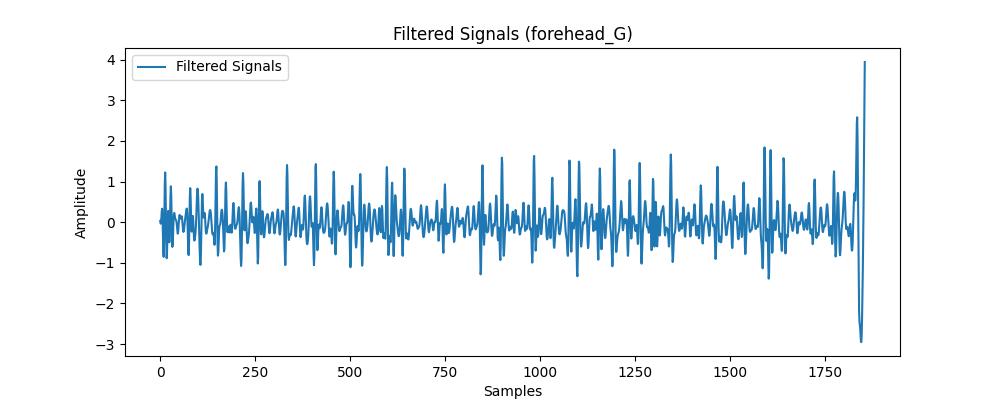 Filtered Signals (forehead_G)
Filtered Signals
4
3
2
1
0
−1
−2
−3
Amplitude
0 250 500 750 1000 1250 1500 1750
Samples